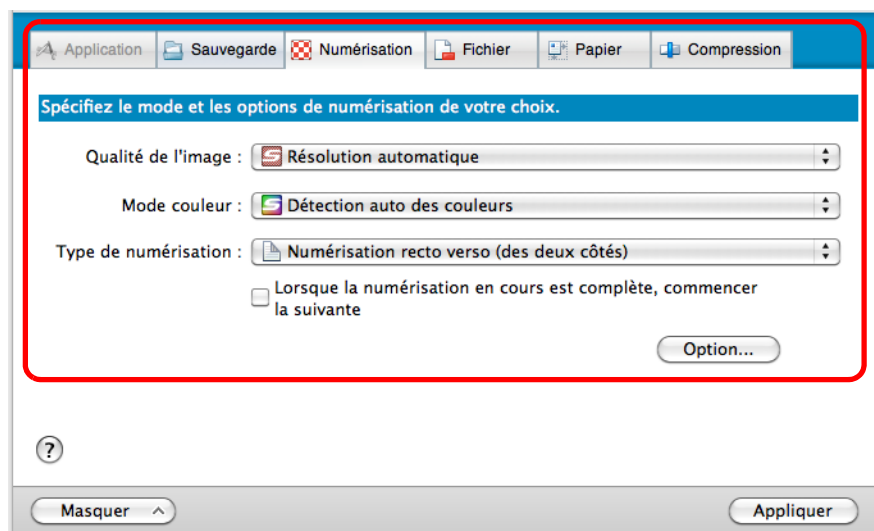 Application Sauvegarde Numérisation Fichier Papier Compression
Spécifiez le mode et les options de numérisation de votre choix.
Qualité de l'image : Résolution automatique
Mode couleur : Détection auto des couleurs
Type de numérisation : Numérisation recto verso (des deux côtés)
Lorsque la numérisation en cours est complète, commencer
la suivante
Option...
?
Masquer Appliquer